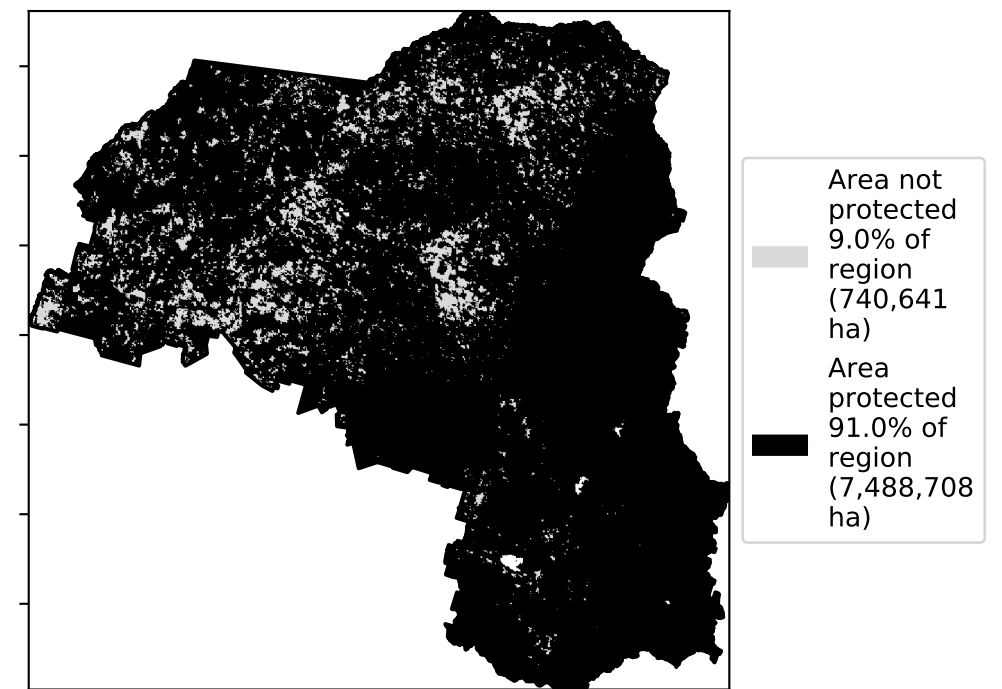 Area not
protected
9.0% of
region
(740,641
ha)
Area
protected
91.0% of
region
(7,488,708
ha)